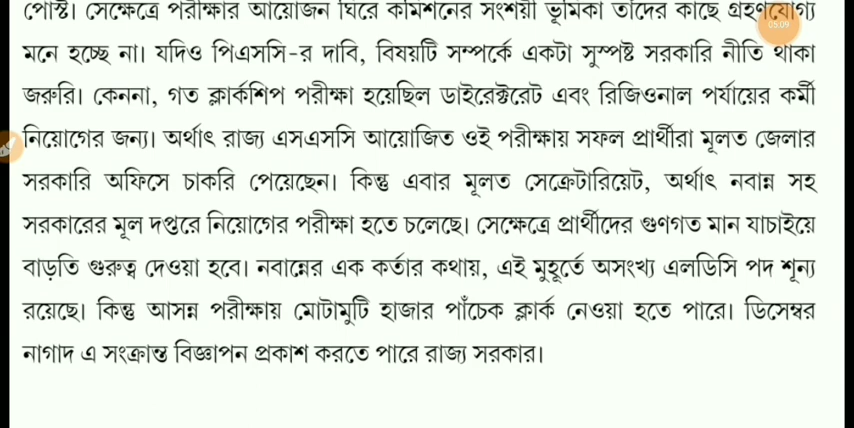 পোস্ট। সেক্ষেত্রে পরীক্ষার আয়োজন ঘিরে কমিশনের সংশয়ী ভূমিকা তাঁদের কাছে গ্রহণযোগ্য
05:09
মনে হচ্ছে না। যদিও পিএসসি-র দাবি, বিষয়টি সম্পর্কে একটা সুস্পষ্ট সরকারি নীতি থাকা
জরুরি। কেননা, গত ক্লার্কশিপ পরীক্ষা হয়েছিল ডাইরেক্টরেট এবং রিজিওনাল পর্যায়ের কর্মী
নিয়োগের জন্য। অর্থাৎ রাজ্য এসএসসি আয়োজিত ওই পরীক্ষায় সফল প্রার্থীরা মূলত জেলার
সরকারি অফিসে চাকরি পেয়েছেন। কিন্তু এবার মূলত সেক্রেটারিয়েট, অর্থাৎ নবান্ন সহ
সরকারের মূল দপ্তরে নিয়োগের পরীক্ষা হতে চলেছে। সেক্ষেত্রে প্রার্থীদের গুণগত মান যাচাইয়ে
বাড়তি গুরুত্ব দেওয়া হবে। নবান্নের এক কর্তার কথায়, এই মুহূর্তে অসংখ্য এলডিসি পদ শূন্য
রয়েছে। কিন্তু আসন্ন পরীক্ষায় মোটামুটি হাজার পাঁচেক ক্লার্ক নেওয়া হতে পারে। ডিসেম্বর
নাগাদ এ সংক্রান্ত বিজ্ঞাপন প্রকাশ করতে পারে রাজ্য সরকার।